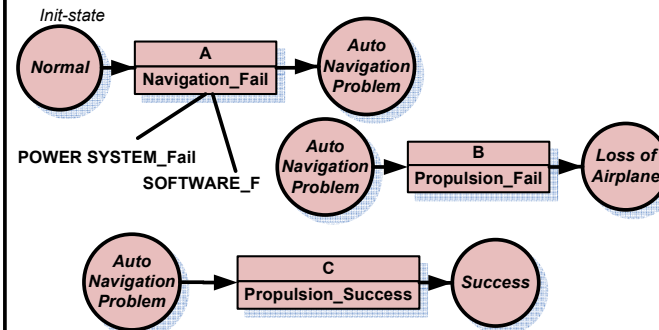 Init-state
Normal
A
Navigation_Fail
Auto
Navigation
Problem
POWER SYSTEM_Fail
SOFTWARE_F
Auto
Navigation
Problem
B
Propulsion_Fail
Loss of
Airplane
Auto
Navigation
Problem
C
Propulsion_Success
Success